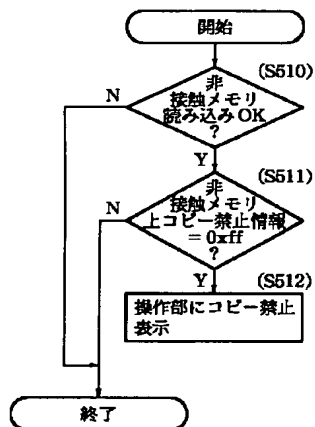 開始
(S510)
非
接触メモリ
読み込みOK
?
N
Y
(S511)
非
接触メモリ
上コピー禁止情報
= 0xff
?
N
Y
(S512)
操作部にコピー禁止
表示
終了